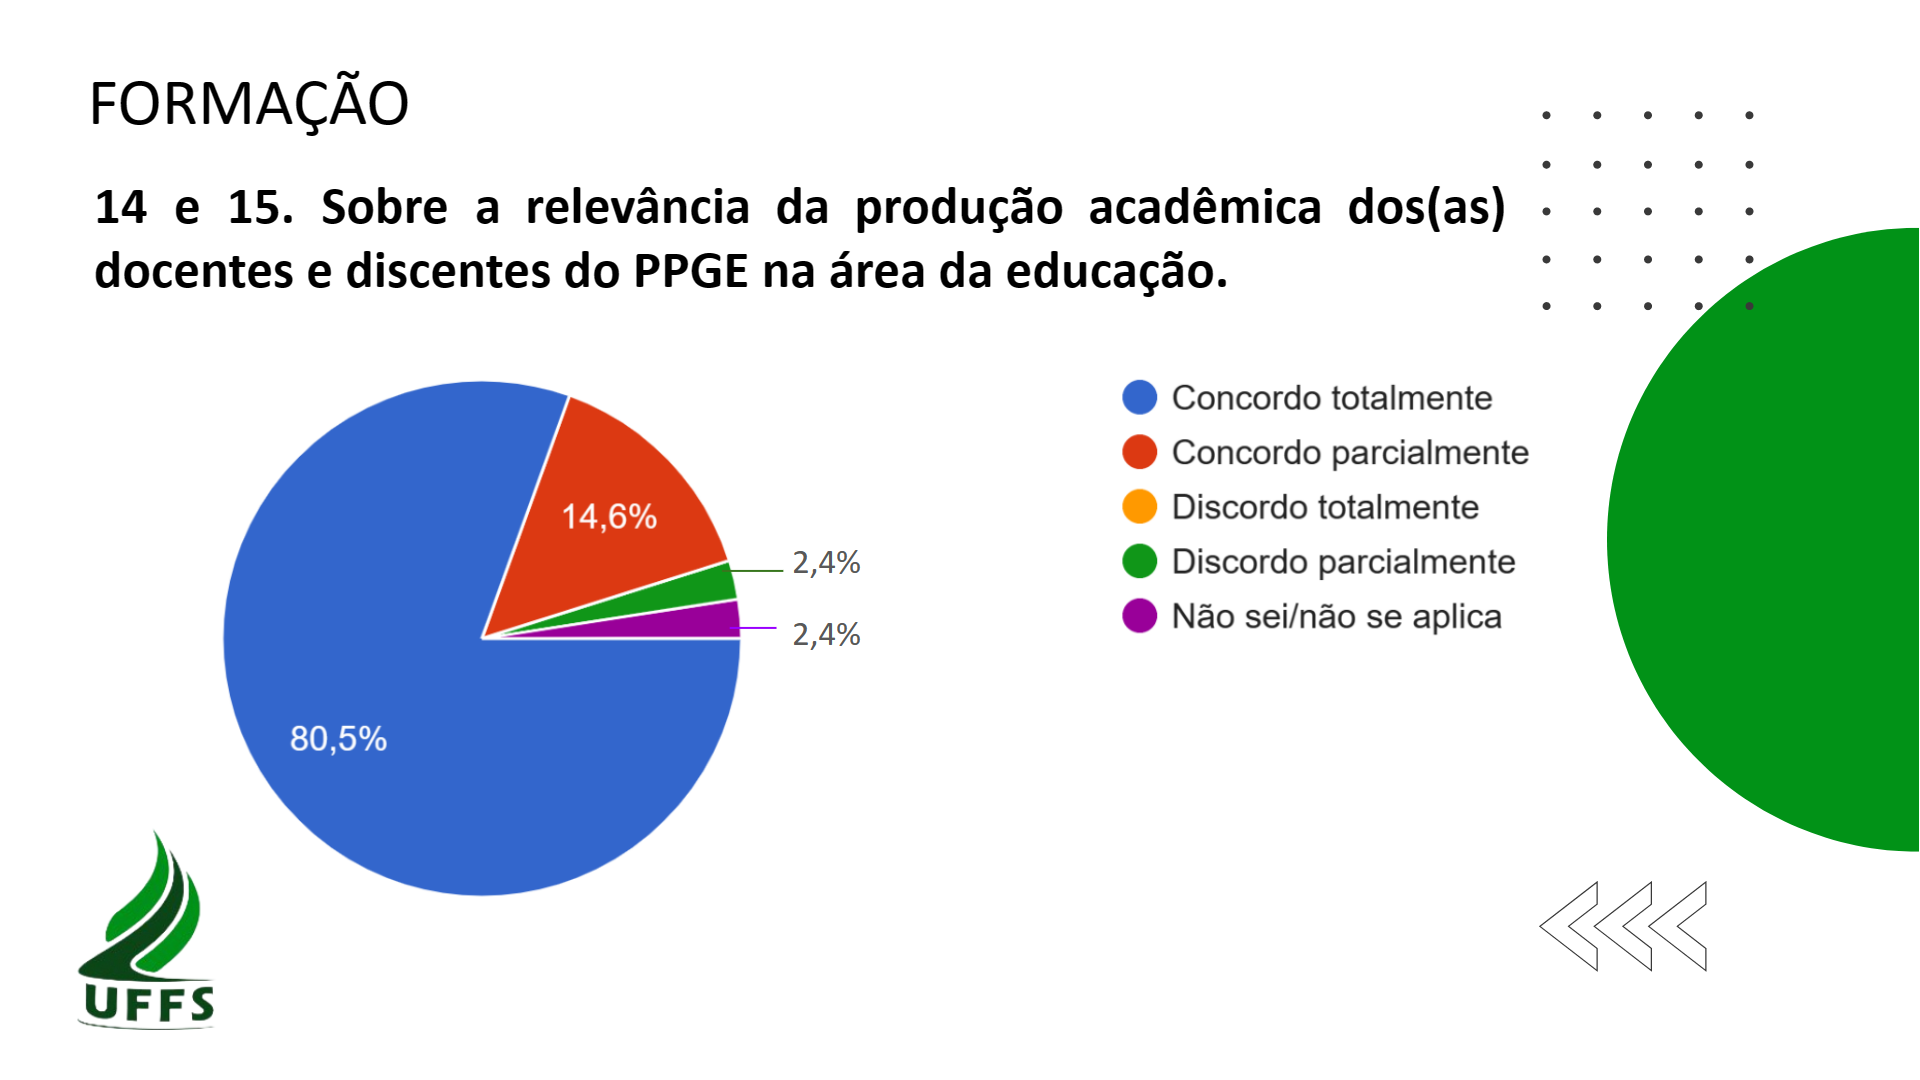 FORMAÇÃO
14 e 15. Sobre a relevância da produção acadêmica dos(as)
docentes e discentes do PPGE na área da educação.
Concordo totalmente
Concordo parcialmente
Discordo totalmente
Discordo parcialmente
Não sei/não se aplica
14,6%
2,4%
2,4%
80,5%
UFFS